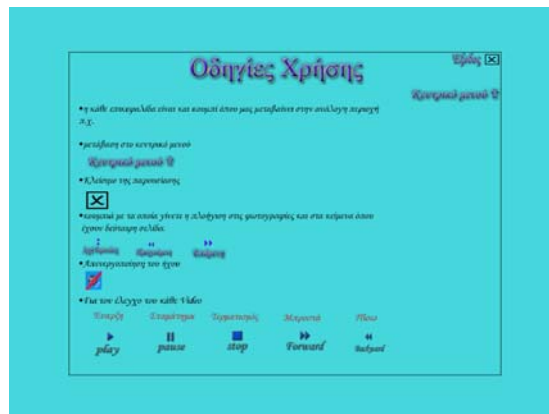 Οδηγίες Χρήσης
Έξοδος
Κεντρικό μενού
•η κάθε επικεφαλίδα είναι και κουμπί όπου μας μεταβαίνει στην ανάλογη περιοχή
π.χ.
•μετάβαση στο κεντρικό μενού
Κεντρικό μενού
•Κλείσιμο της παρουσίασης
•κουμπιά με τα οποία γίνετε η πλοήγηση στις φωτογραφίες και στα κείμενα όπου
έχουν δεύτερη σελίδα.
Επόμενη
•Απενεργοποίηση του ήχου
•Για τον έλεγχο του κάθε Video
Έναρξη Σταμάτημα Τερματισμός Μπροστά Πίσω
play pause stop Forward Backward